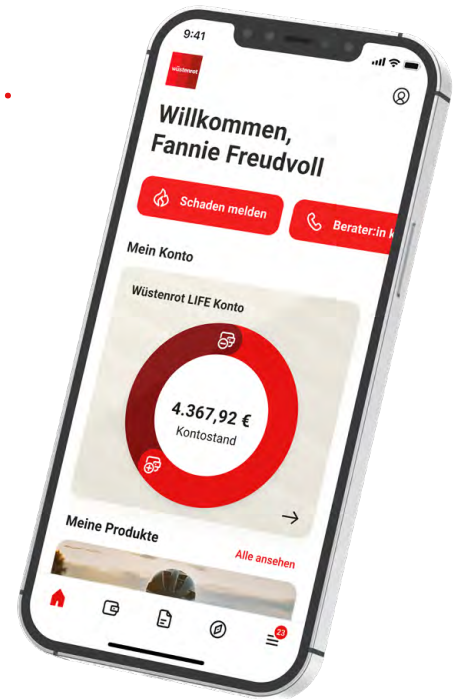 9:41
wüstenrot
Willkommen,
Fannie Freudvoll
Schaden melden
Berater:in k
Mein Konto
Wüstenrot LIFE Konto
4.367,92 €
Kontostand
Meine Produkte
Alle ansehen
23